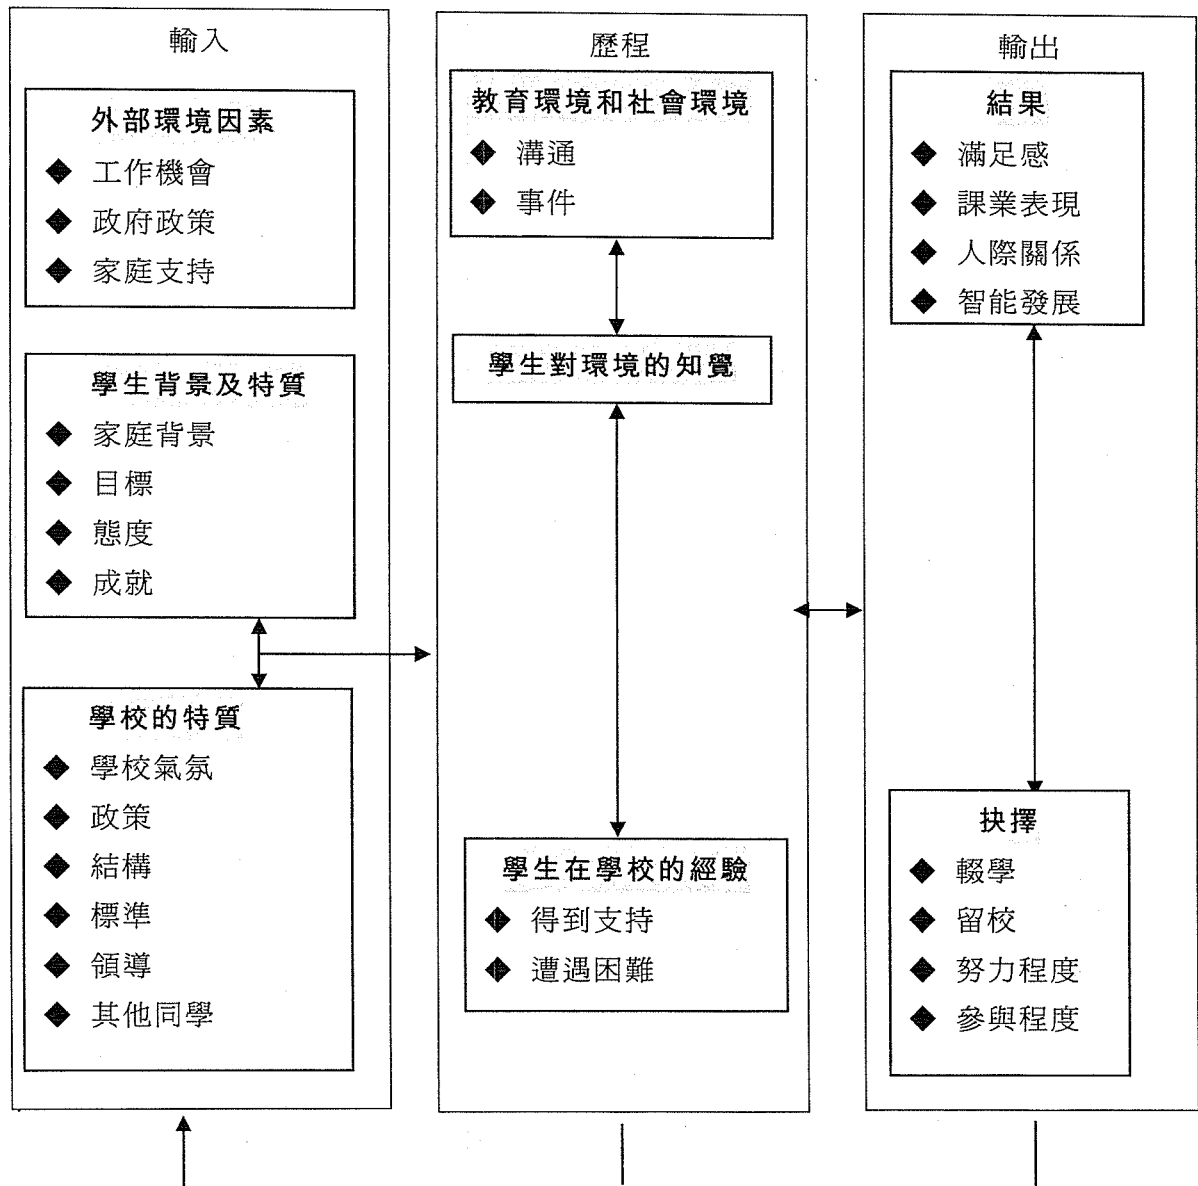 輸入
外部環境因素
◆ 工作機會
◆ 政府政策
◆ 家庭支持
學生背景及特質
◆ 家庭背景
◆ 目標
◆ 態度
◆ 成就
學校的特質
◆ 學校氣氛
◆ 政策
◆ 結構
◆ 標準
◆ 領導
◆ 其他同學
歷程
教育環境和社會環境
◆ 溝通
◆ 事件
學生對環境的知覺
學生在學校的經驗
◆ 得到支持
◆ 遭遇困難
輸出
結果
◆ 滿足感
◆ 課業表現
◆ 人際關係
◆ 智能發展
抉擇
◆ 輟學
◆ 留校
◆ 努力程度
◆ 參與程度